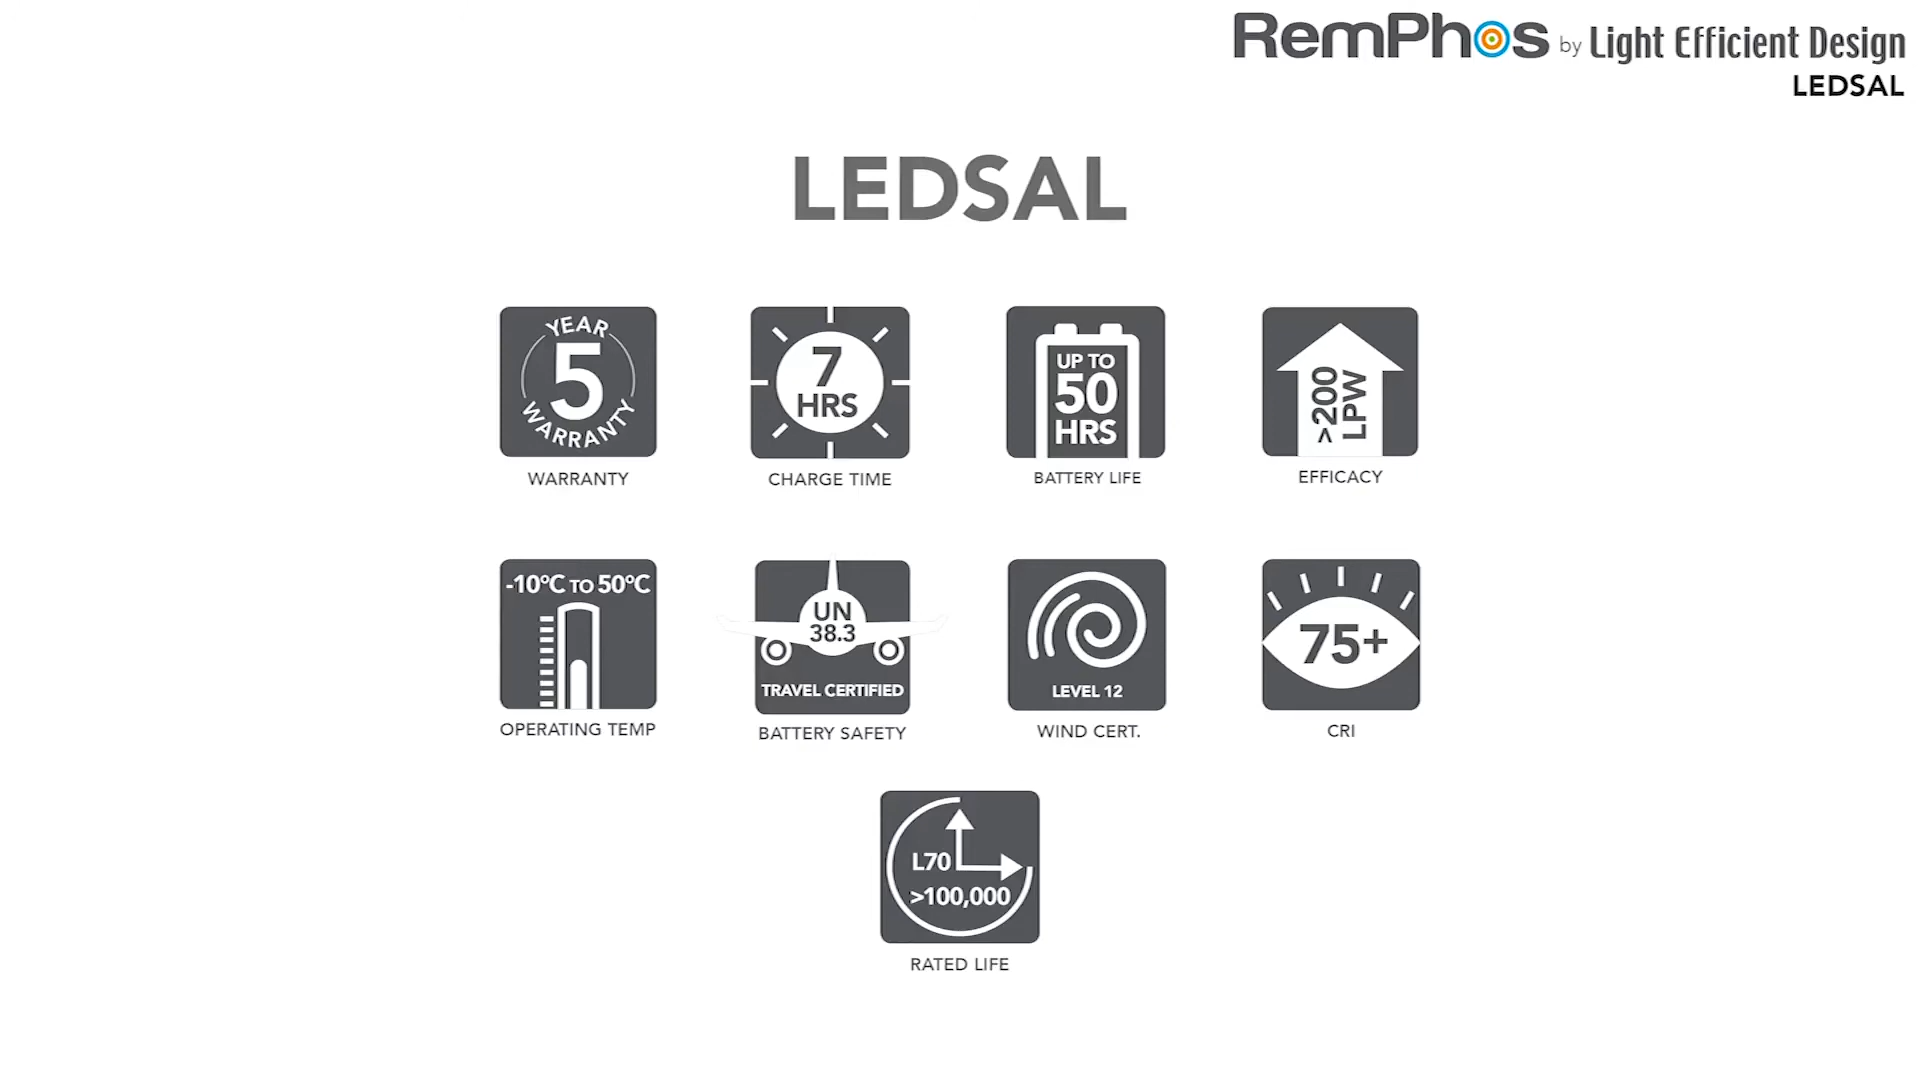 RemPhos by Light Efficient Design
LEDSAL
LEDSAL
YEAR
5
WARRANTY
WARRANTY
7
HRS
CHARGE TIME
UP TO
50
HRS
BATTERY LIFE
>200
LPW
EFFICACY
-10°C TO 50°C
OPERATING TEMP
UN
38.3
TRAVEL CERTIFIED
BATTERY SAFETY
LEVEL 12
WIND CERT.
75+
CRI
L70
>100,000
RATED LIFE